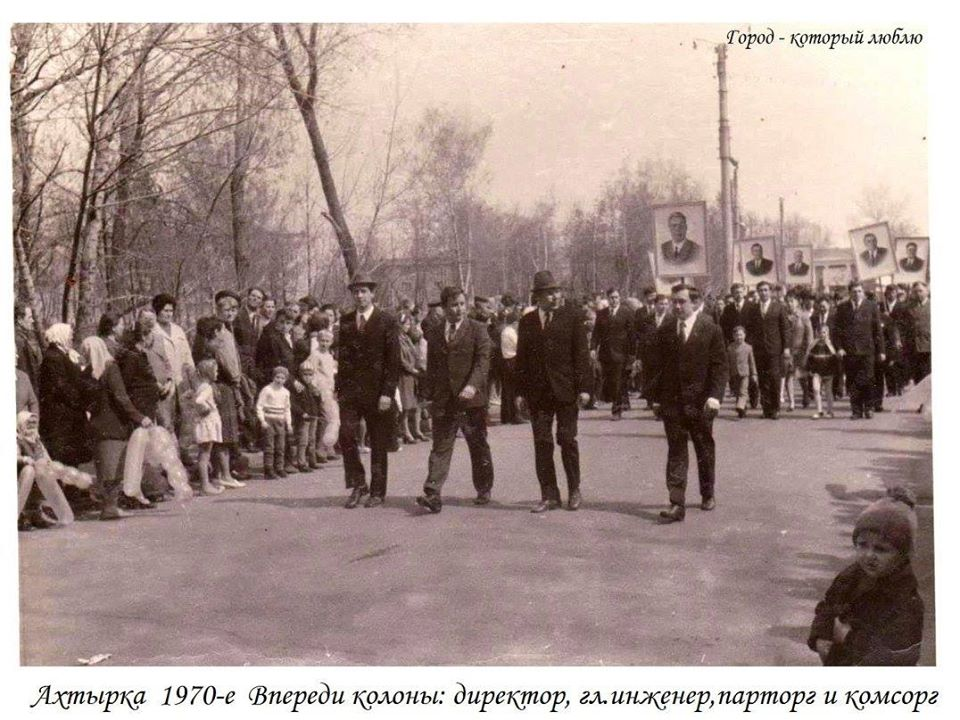 Город - который люблю
Ахтырка 1970-е Впереди колоны: директор, гл.инженер,парторг и комсорг